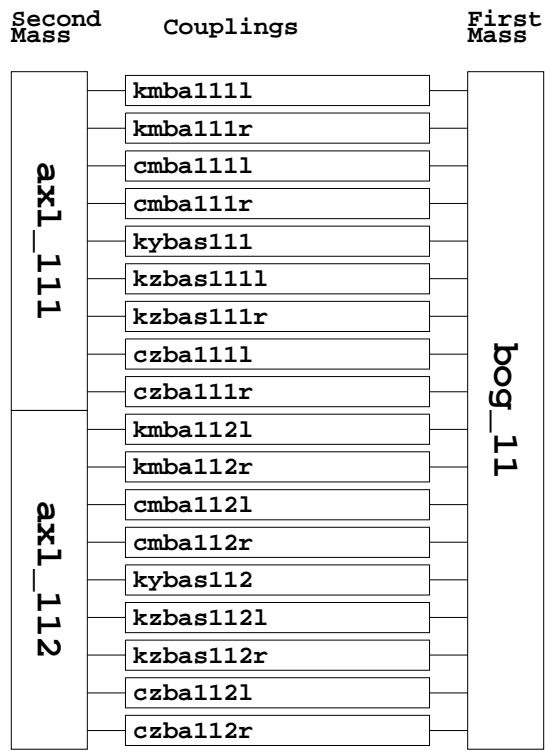 Second Mass
Couplings
First Mass
axl_111
kmba111l
kmba111r
cmba111l
cmba111r
kybas111
kzbas111l
kzbas111r
czba111l
czba111r
axl_112
kmba112l
kmba112r
cmba112l
cmba112r
kybas112
kzbas112l
kzbas112r
czba112l
czba112r
bog_11